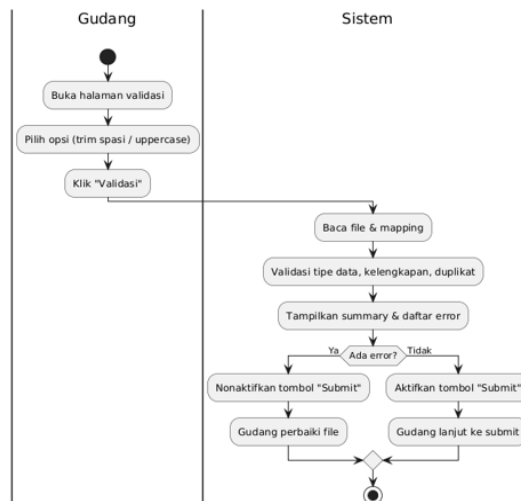 Gudang
Sistem
Buka halaman validasi
Pilih opsi (trim spasi / uppercase)
Klik "Validasi"
Baca file & mapping
Validasi tipe data, kelengkapan, duplikat
Tampilkan summary & daftar error
Ya
Ada error?
Tidak
Nonaktifkan tombol "Submit"
Aktifkan tombol "Submit"
Gudang perbaiki file
Gudang lanjut ke submit